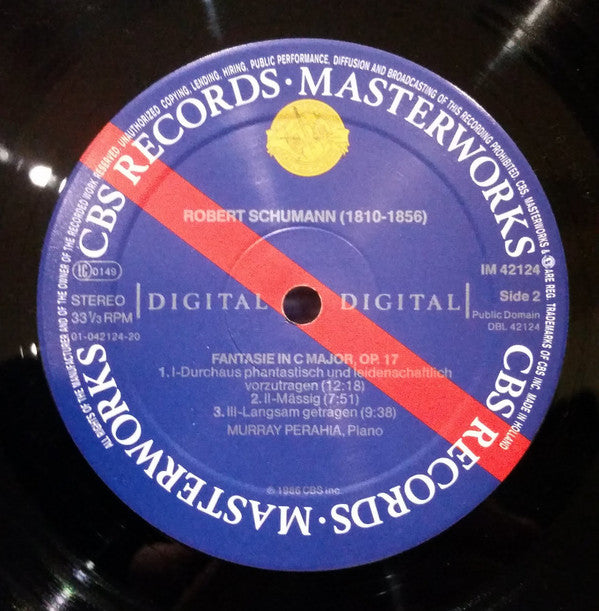 ALL RIGHTS OF THE MANUFACTURER AND OF THE OWNER OF THE RECORDED WORK RESERVED. UNAUTHORIZED COPYING, LENDING, HIRING, PUBLIC PERFORMANCE, DIFFUSION AND BROADCASTING OF THIS RECORDING PROHIBITED. CBS, MASTERWORKS & ARE REG. TRADEMARKS OF CBS INC. MADE IN HOLLAND
CBS RECORDS · MASTERWORKS
CBS RECORDS · MASTERWORKS
ROBERT SCHUMANN (1810-1856)
LC 0149
IM 42124
STEREO
33⅓ RPM
01-042124-20
DIGITAL
DIGITAL
Side 2
Public Domain
DBL 42124
FANTASIE IN C MAJOR, OP. 17
1. I-Durchaus phantastisch und leidenschaftlich
vorzutragen (12:18)
2. II-Mässig (7:51)
3. III-Langsam getragen (9:38)
MURRAY PERAHIA, Piano
℗ 1986 CBS Inc.